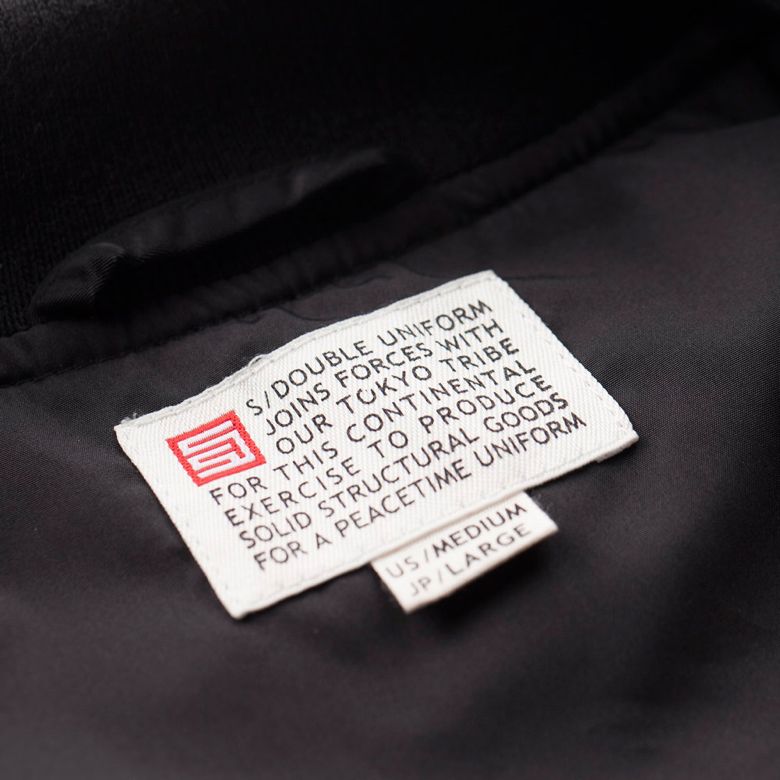 S/DOUBLE UNIFORM
JOINS FORCES WITH
OUR TOKYO TRIBE
FOR THIS CONTINENTAL
EXERCISE TO PRODUCE
SOLID STRUCTURAL GOODS
FOR A PEACETIME UNIFORM
US/MEDIUM
JP/LARGE